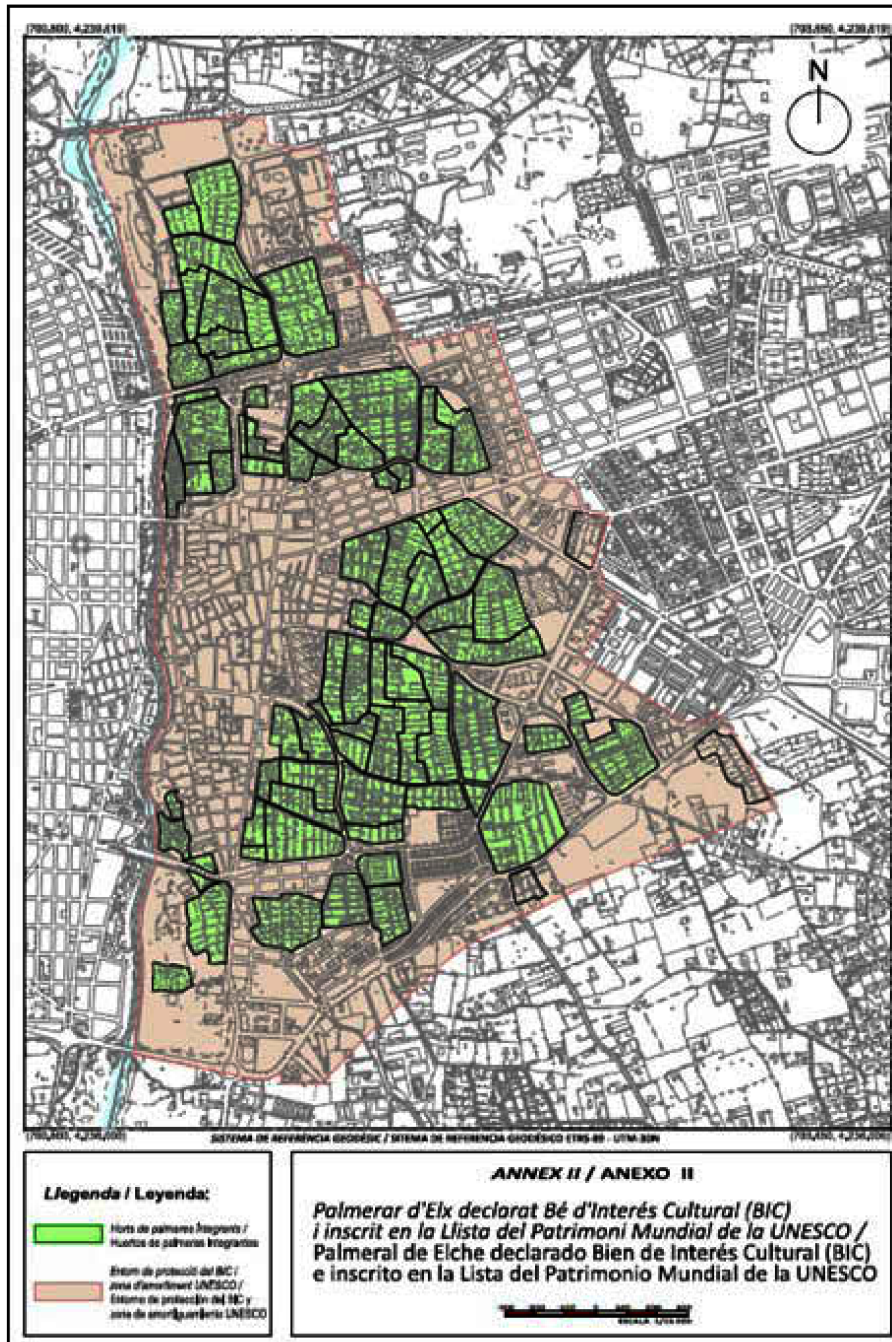 N
SISTEMA DE REFERÈNCIA GEODÈSIC / SITEMA DE REFERENCIA GEODÉSICO ETRS-89 - UTM-30N
Llegenda / Leyenda:
Horts de palmeres integrants /
Huertos de palmeras integrantes
Entorn de protecció del BIC /
zona d'amortiment UNESCO /
Entorno de protección del BIC y
zona de amortiguamiento UNESCO
ANNEX II / ANEXO II
Palmerar d'Elx declarat Bé d'Interés Cultural (BIC)
i inscrit en la Llista del Patrimoni Mundial de la UNESCO /
Palmeral de Elche declarado Bien de Interés Cultural (BIC)
e inscrito en la Lista del Patrimonio Mundial de la UNESCO
ESCALA